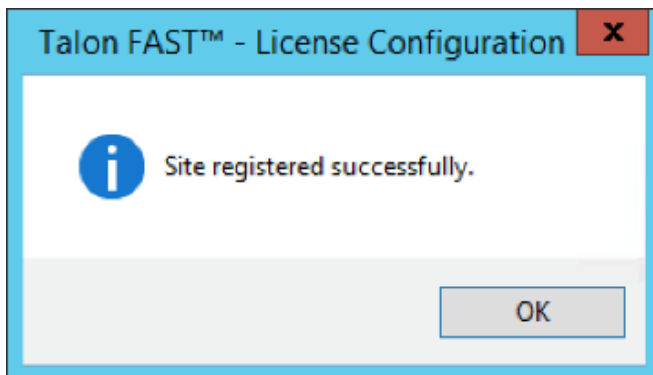 Talon FAST™ - License Configuration
x
i
Site registered successfully.
OK